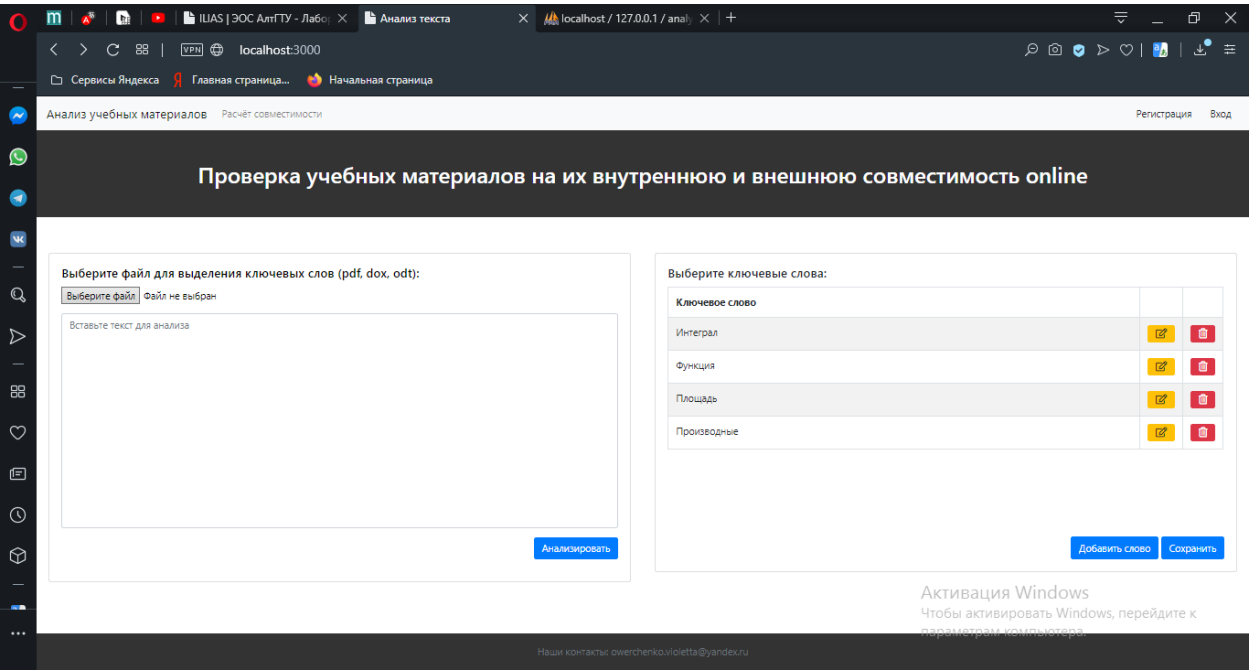 ILIAS | ЭОС АлтГТУ - Лабор
Анализ текста
localhost / 127.0.0.1 / analy
VPN
localhost:3000
Сервисы Яндекса
Главная страница...
Начальная страница
Анализ учебных материалов
Расчёт совместимости
Регистрация
Вход
Проверка учебных материалов на их внутреннюю и внешнюю совместимость online
Выберите файл для выделения ключевых слов (pdf, dox, odt):
Выберите файл
Файл не выбран
Вставьте текст для анализа
Анализировать
Выберите ключевые слова:
Ключевое слово
Интеграл
Функция
Площадь
Производные
Добавить слово
Сохранить
Активация Windows
Чтобы активировать Windows, перейдите к
параметрам компьютера.
Наши контакты: owerchenko.violetta@yandex.ru